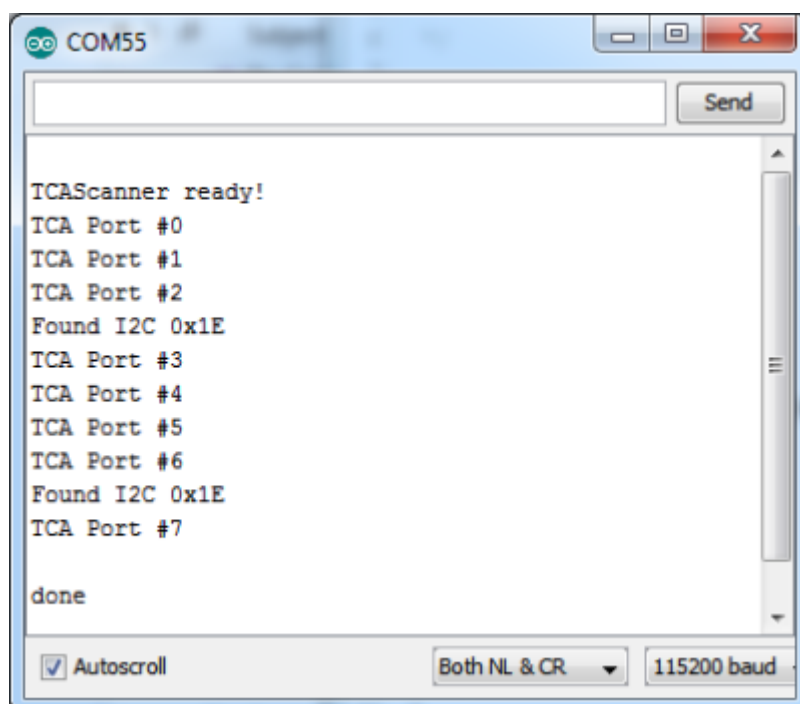 COM55
Send
TCAScanner ready!
TCA Port #0
TCA Port #1
TCA Port #2
Found I2C 0x1E
TCA Port #3
TCA Port #4
TCA Port #5
TCA Port #6
Found I2C 0x1E
TCA Port #7
done
Autoscroll
Both NL & CR
115200 baud